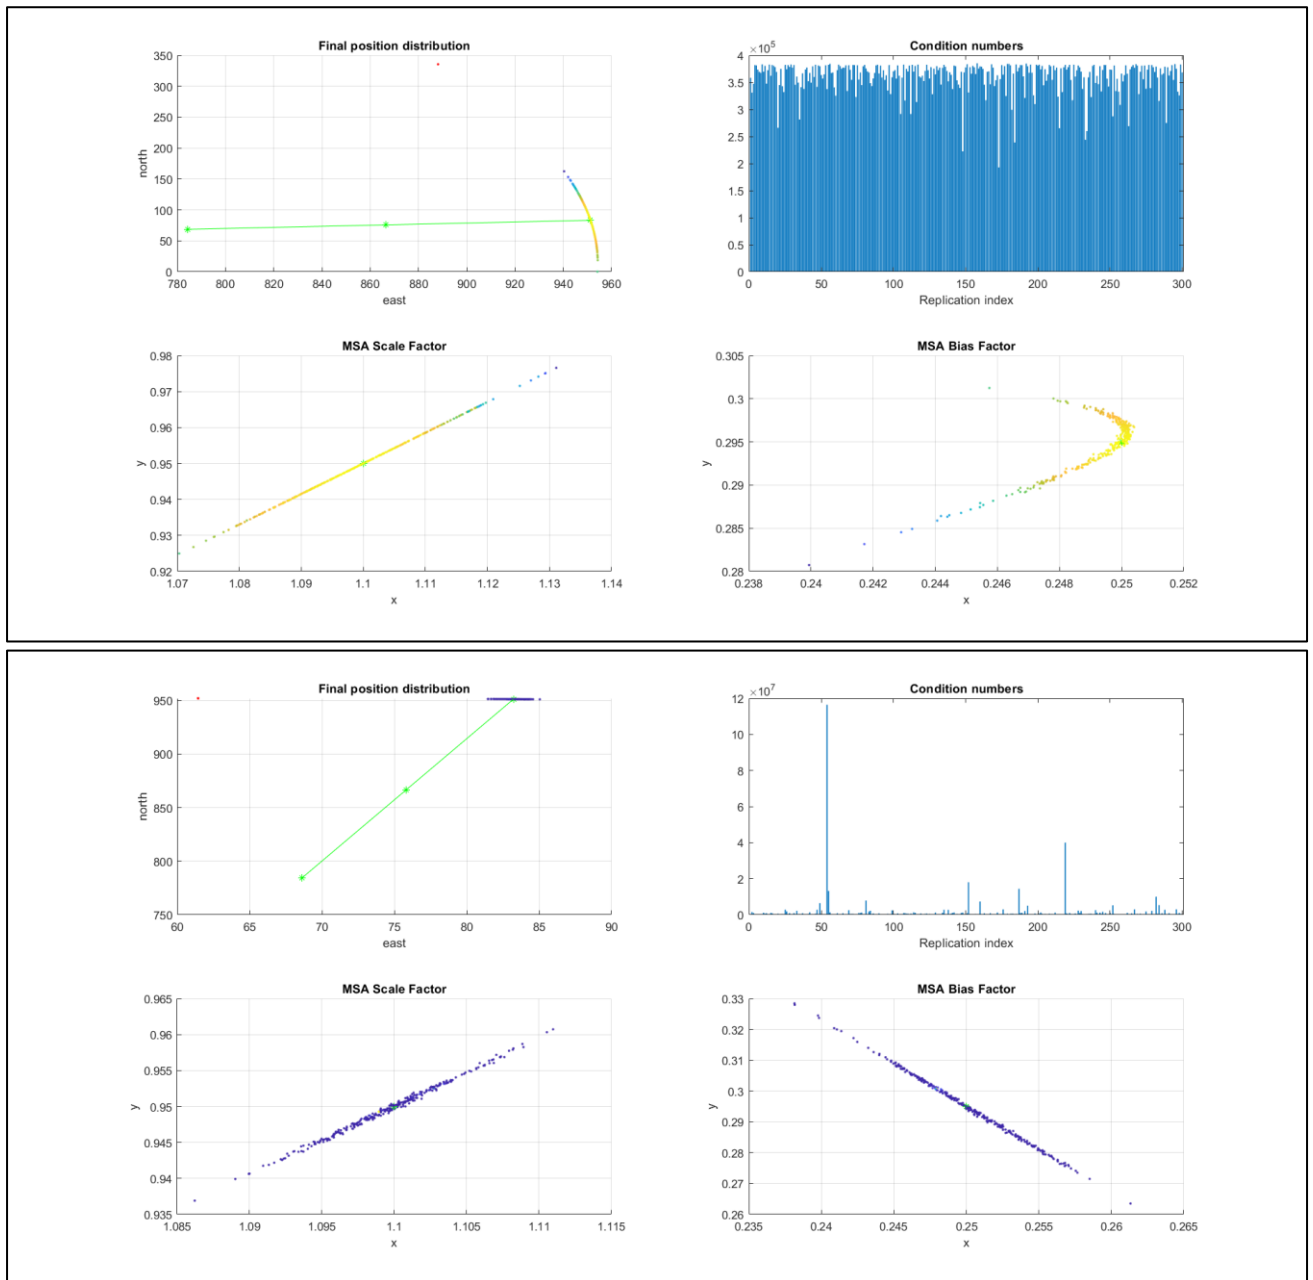 Final position distribution
350
300
250
200
150
100
50
0
north
780 800 820 840 860 880 900 920 940 960
east
Condition numbers
×10⁵
4
3.5
3
2.5
2
1.5
1
0.5
0
0 50 100 150 200 250 300
Replication index
MSA Scale Factor
0.98
0.97
0.96
0.95
0.94
0.93
0.92
y
1.07 1.08 1.09 1.1 1.11 1.12 1.13 1.14
x
MSA Bias Factor
0.305
0.3
0.295
0.29
0.285
0.28
y
0.238 0.24 0.242 0.244 0.246 0.248 0.25 0.252
x
Final position distribution
950
900
850
800
750
north
60 65 70 75 80 85 90
east
Condition numbers
×10⁷
12
10
8
6
4
2
0
0 50 100 150 200 250 300
Replication index
MSA Scale Factor
0.965
0.96
0.955
0.95
0.945
0.94
0.935
y
1.085 1.09 1.095 1.1 1.105 1.11 1.115
x
MSA Bias Factor
0.33
0.32
0.31
0.3
0.29
0.28
0.27
0.26
y
0.235 0.24 0.245 0.25 0.255 0.26 0.265
x